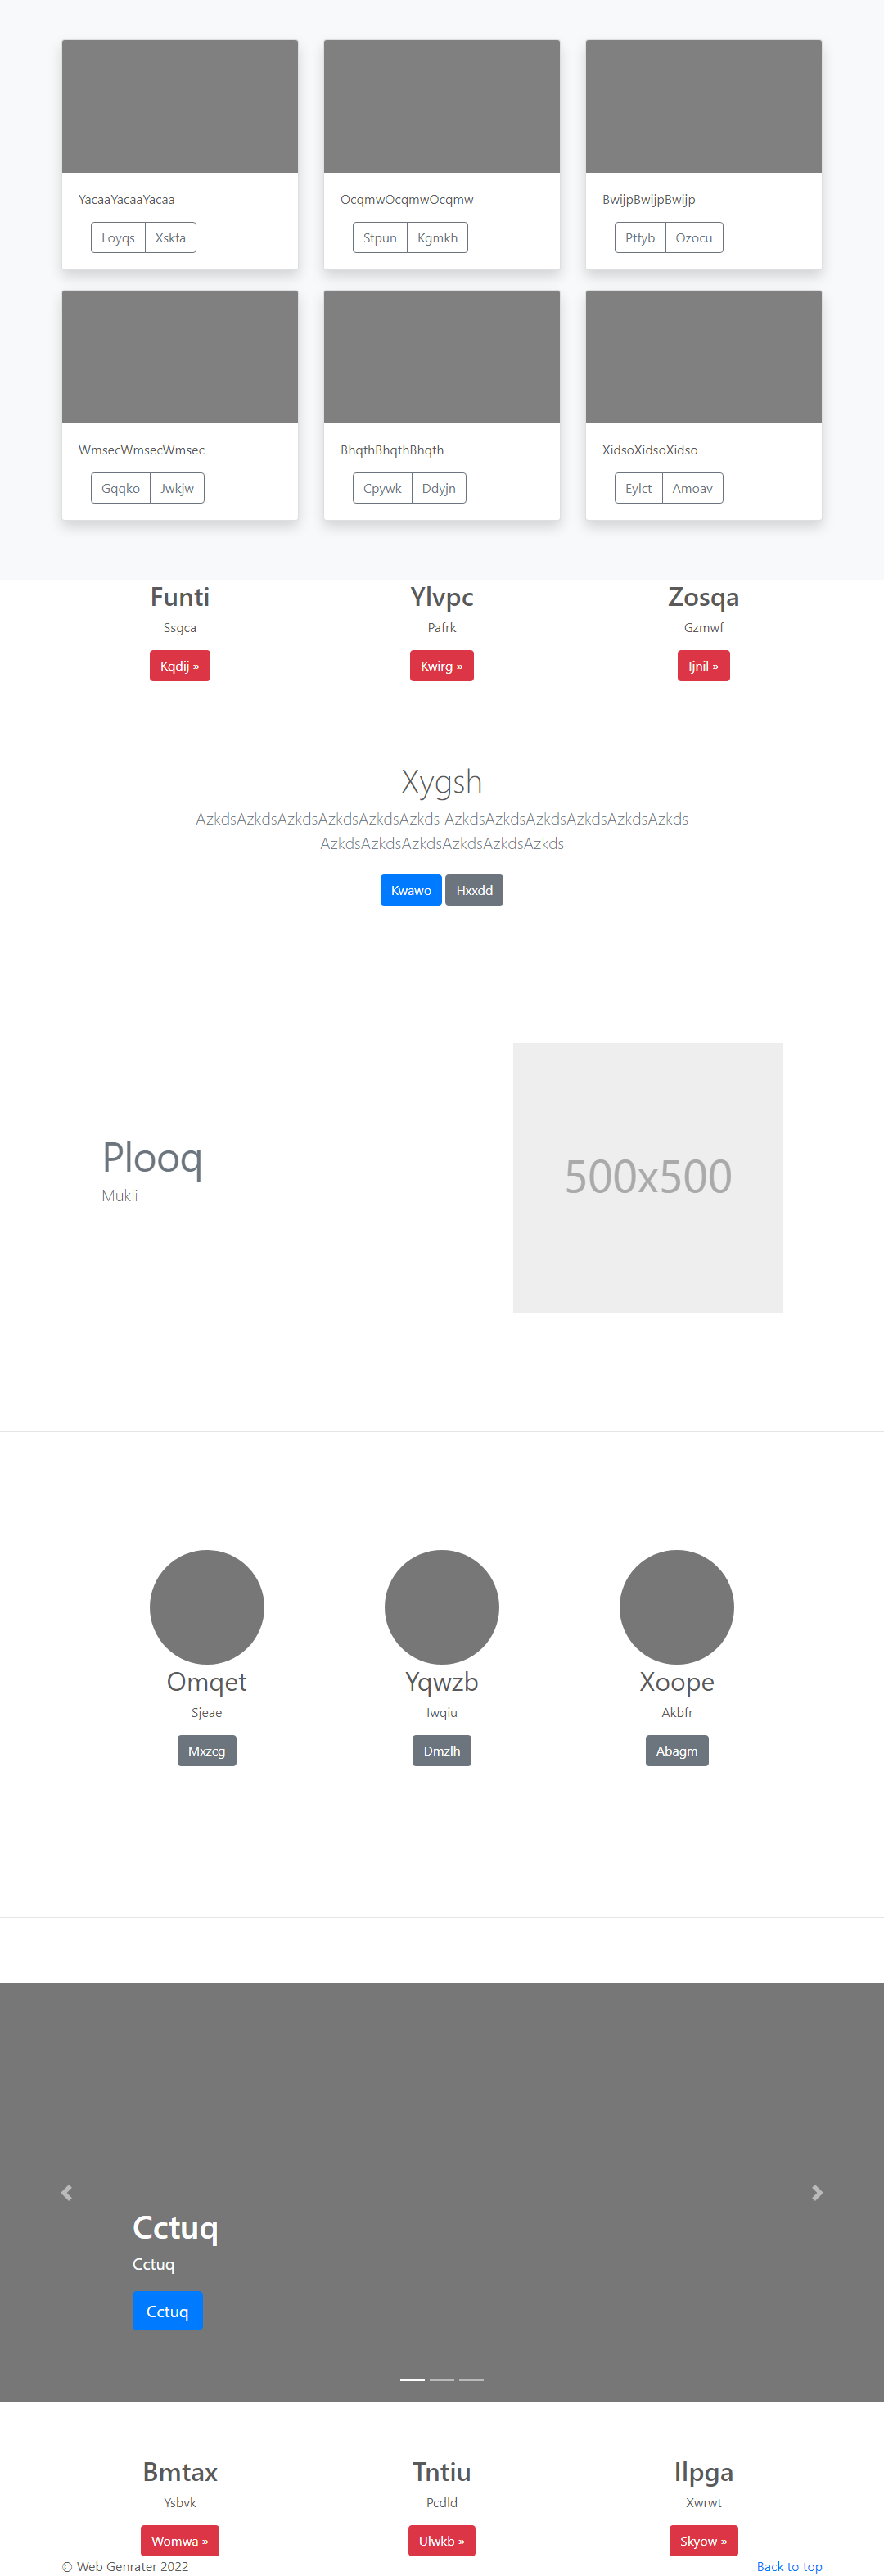 YacaaYacaaYacaa
Loyqs Xskfa
OcqmwOcqmwOcqmw
Stpun Kgmkh
BwijpBwijpBwijp
Ptfyb Ozocu
WmsecWmsecWmsec
Gqqko Jwkjw
BhqthBhqthBhqth
Cpywk Ddyjn
XidsoXidsoXidso
Eylct Amoav
Funti
Ssgca
Kqdij »
Ylvpc
Pafrk
Kwirg »
Zosqa
Gzmwf
Ijnil »
Xygsh
AzkdsAzkdsAzkdsAzkdsAzkdsAzkds AzkdsAzkdsAzkdsAzkdsAzkdsAzkds
AzkdsAzkdsAzkdsAzkdsAzkdsAzkds
Kwawo Hxxdd
Plooq
Mukli
500x500
Omqet
Sjeae
Mxzcg
Yqwzb
Iwqiu
Dmzlh
Xoope
Akbfr
Abagm
Cctuq
Cctuq
Cctuq
Bmtax
Ysbvk
Womwa »
Tntiu
Pcdld
Ulwkb »
Ilpga
Xwrwt
Skyow »
© Web Genrater 2022
Back to top